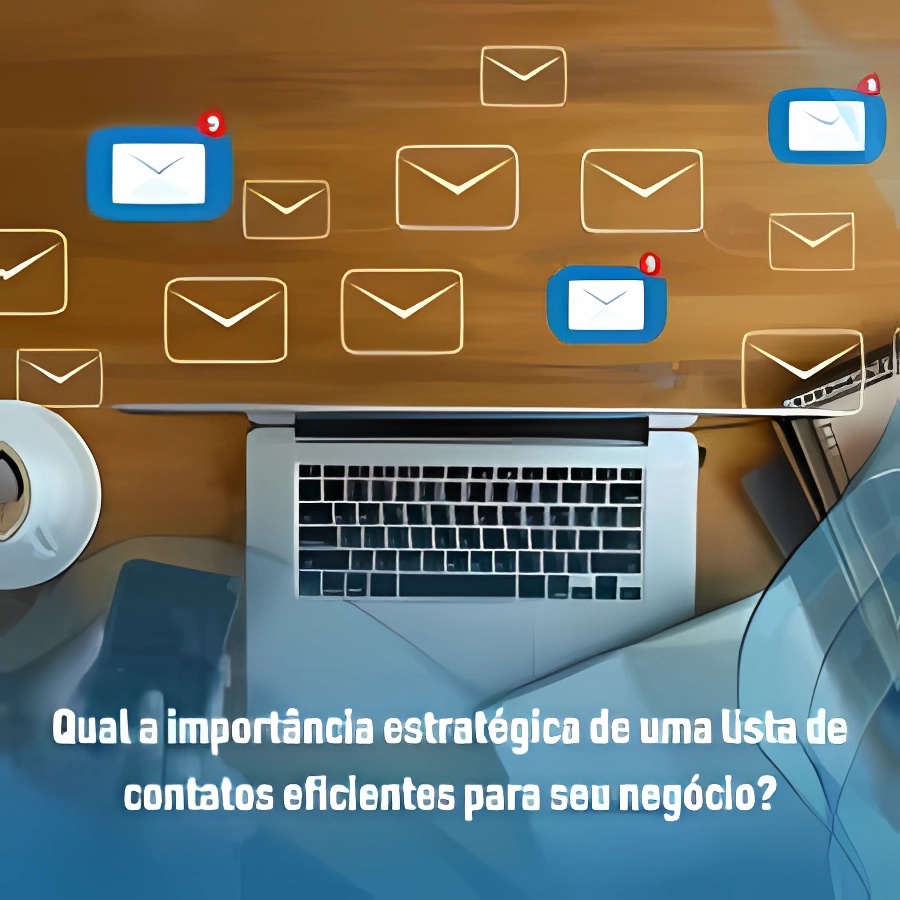 Qual a importância estratégica de uma lista de
contatos eficientes para seu negócio?